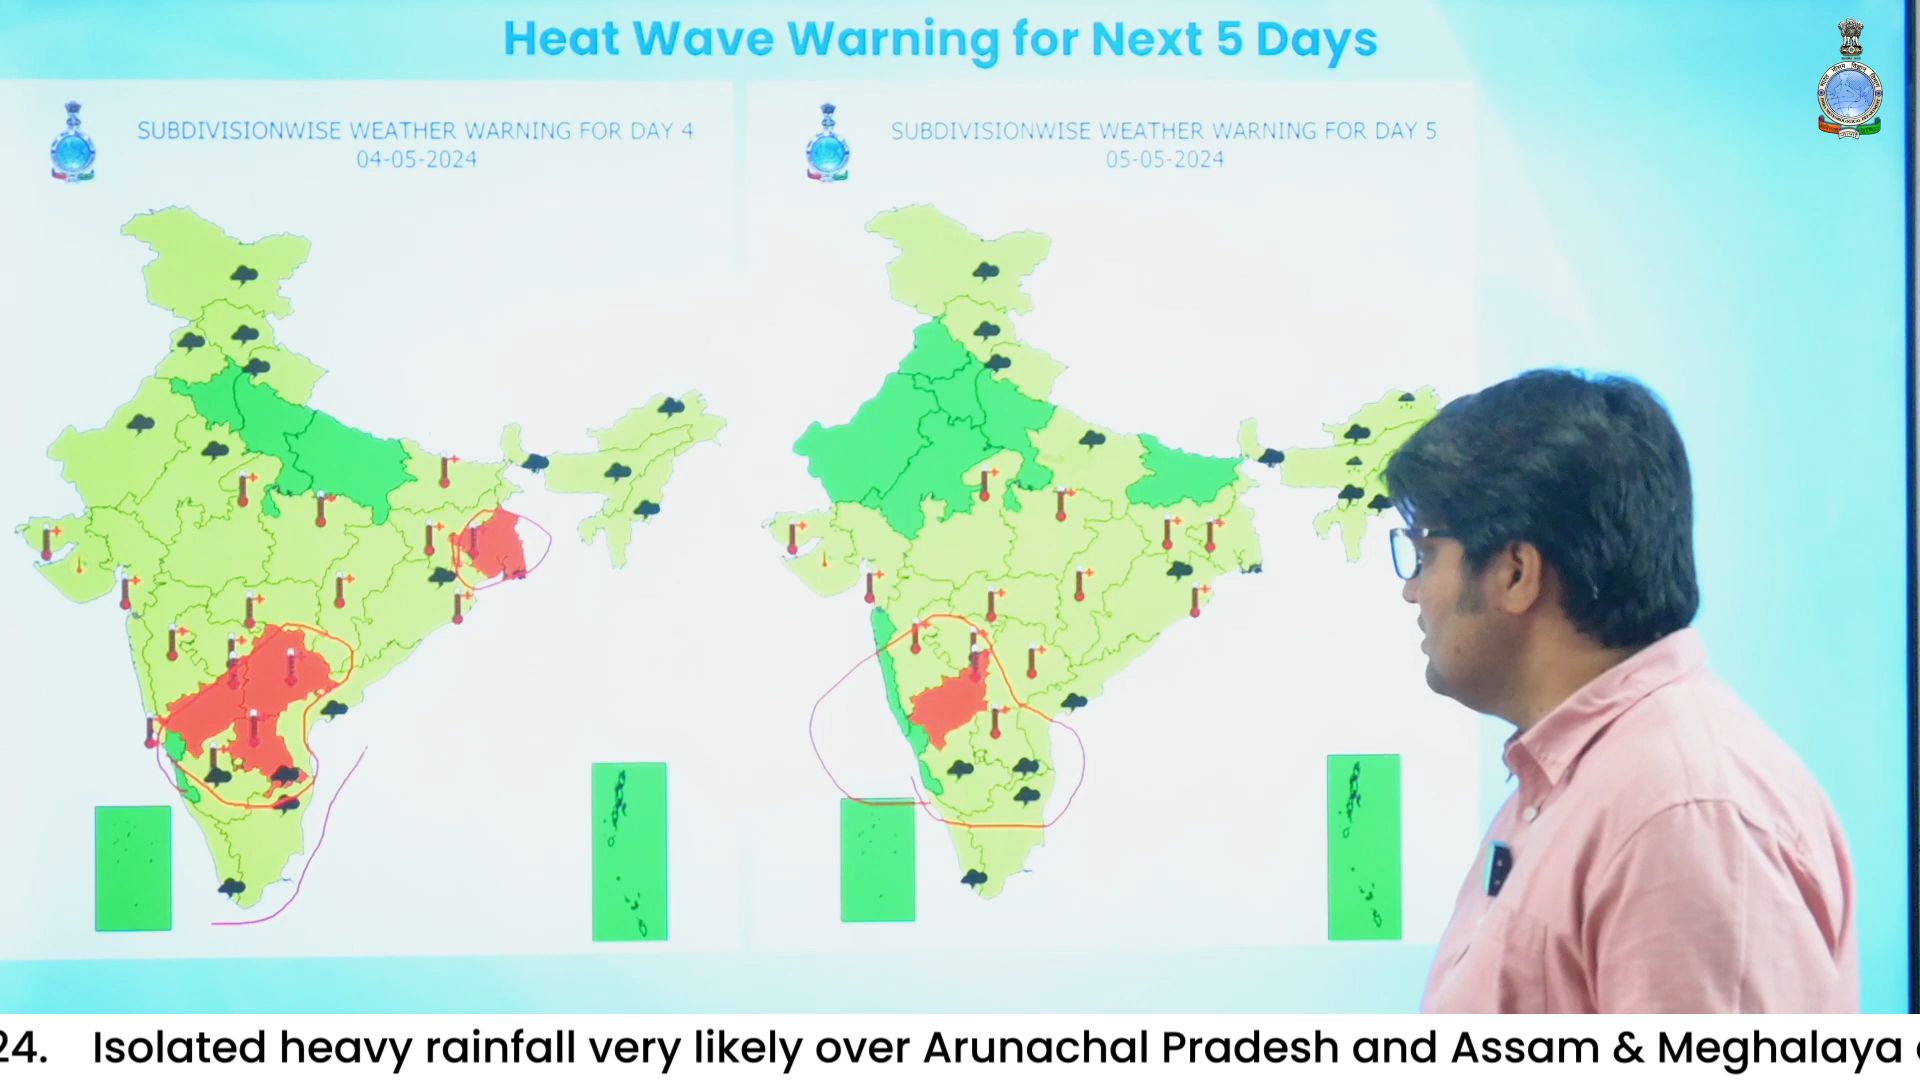 Heat Wave Warning for Next 5 Days
SUBDIVISIONWISE WEATHER WARNING FOR DAY 4
04-05-2024
SUBDIVISIONWISE WEATHER WARNING FOR DAY 5
05-05-2024
24. Isolated heavy rainfall very likely over Arunachal Pradesh and Assam & Meghalaya